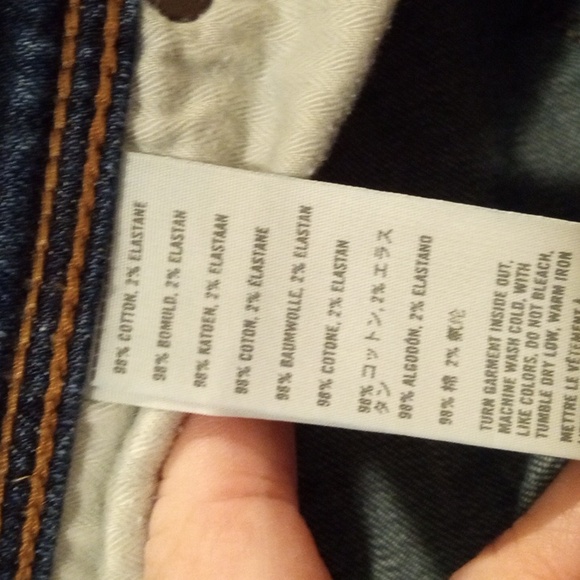 98% COTTON, 2% ELASTANE
98% BOMULD, 2% ELASTAN
98% KATOEN, 2% ELASTAAN
98% COTON, 2% ÉLASTANE
98% BAUMWOLLE, 2% ELASTAN
98% COTONE, 2% ELASTAN
98% コットン, 2% エラス
タン
98% ALGODÓN, 2% ELASTANO
98% 棉 2% 氨纶
TURN GARMENT INSIDE OUT,
MACHINE WASH COLD, WITH
LIKE COLORS, DO NOT BLEACH,
TUMBLE DRY LOW, WARM IRON
METTRE LE VÊTEMENT À